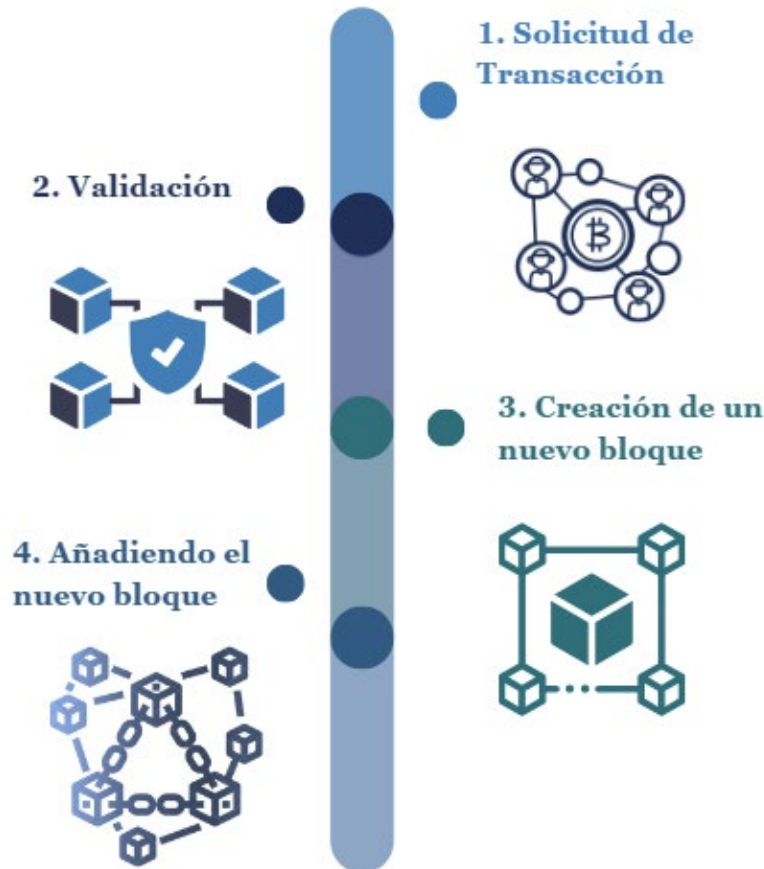 1. Solicitud de
Transacción
2. Validación
3. Creación de un
nuevo bloque
4. Añadiendo el
nuevo bloque